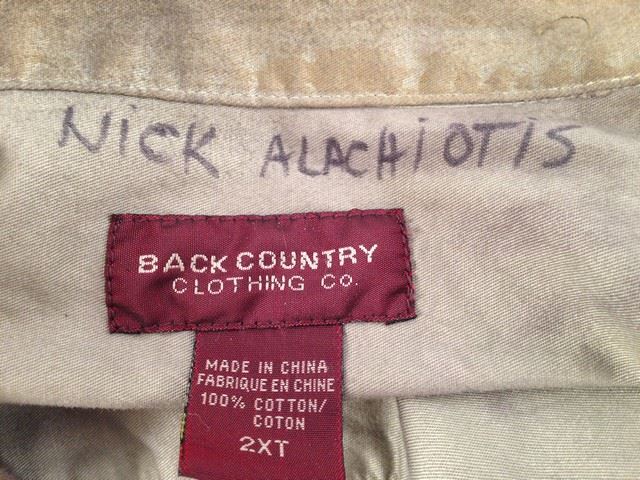 NiCK ALACHiOTiS
BACK COUNTRY
CLOTHING Co.
MADE IN CHINA
FABRIQUE EN CHINE
100% COTTON/
COTON
2XT